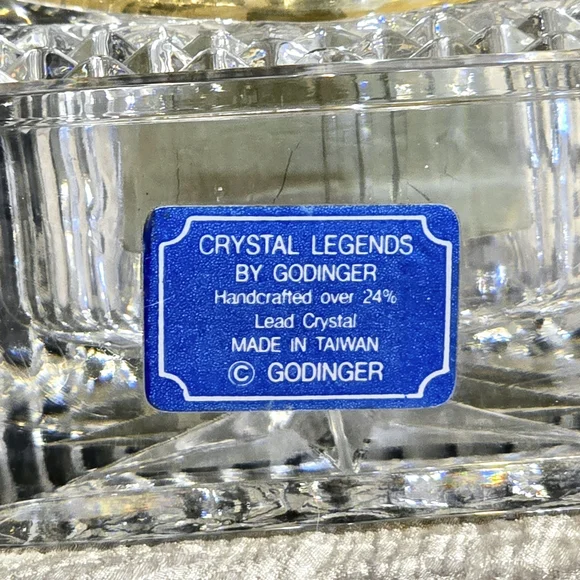 CRYSTAL LEGENDS
BY GODINGER
Handcrafted over 24%
Lead Crystal
MADE IN TAIWAN
© GODINGER